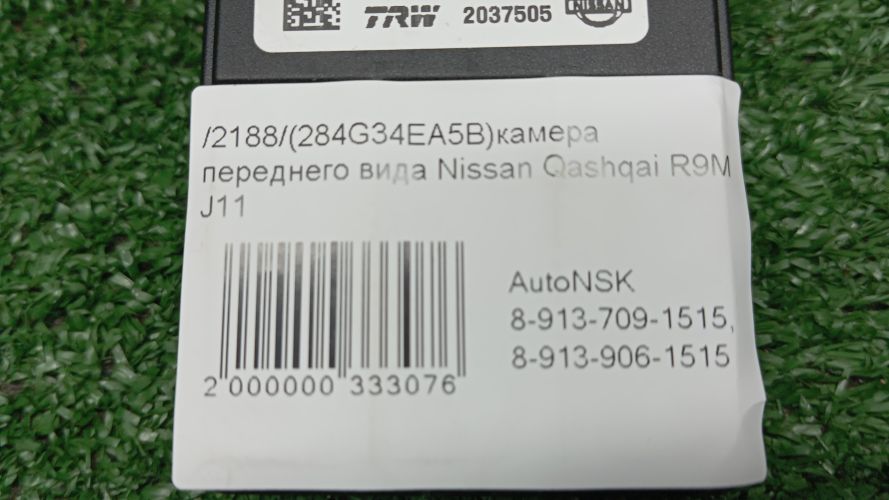 TRW 2037505 NISSAN
/2188/(284G34EA5B)камера
переднего вида Nissan Qashqai R9M
J11
AutoNSK
8-913-709-1515,
8-913-906-1515
2 000000 333076